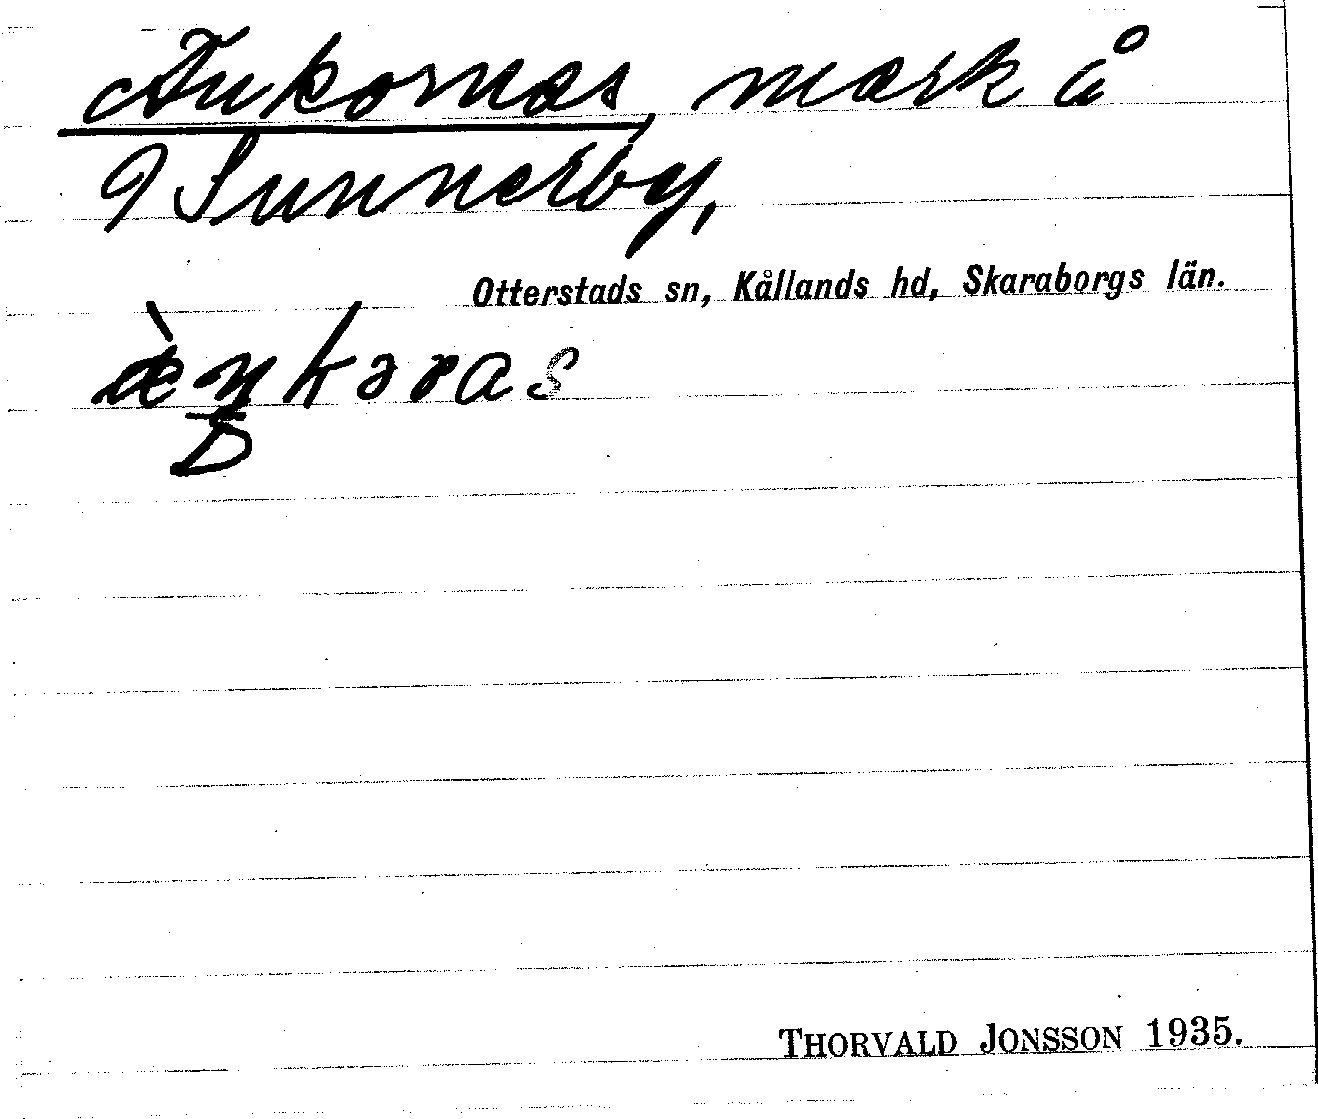 Ankornas mark å
Sunnerby,
Otterstads sn, Kållands hd, Skaraborgs län.
THORVALD JONSSON 1935.